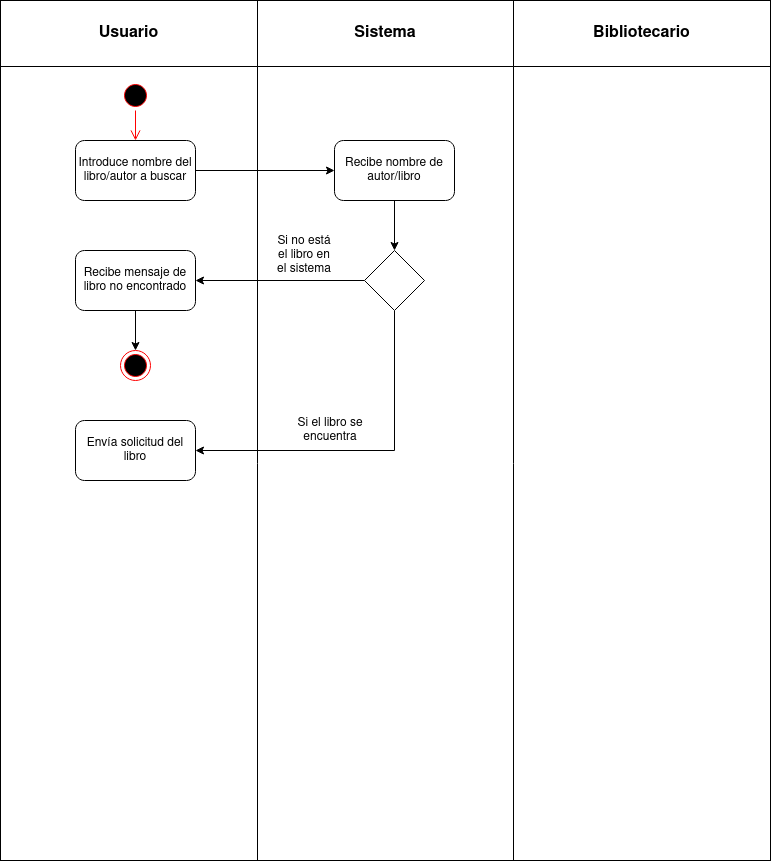 Usuario
Sistema
Bibliotecario
Introduce nombre del
libro/autor a buscar
Recibe nombre de
autor/libro
Si no está
el libro en
el sistema
Recibe mensaje de
libro no encontrado
Si el libro se
encuentra
Envía solicitud del
libro